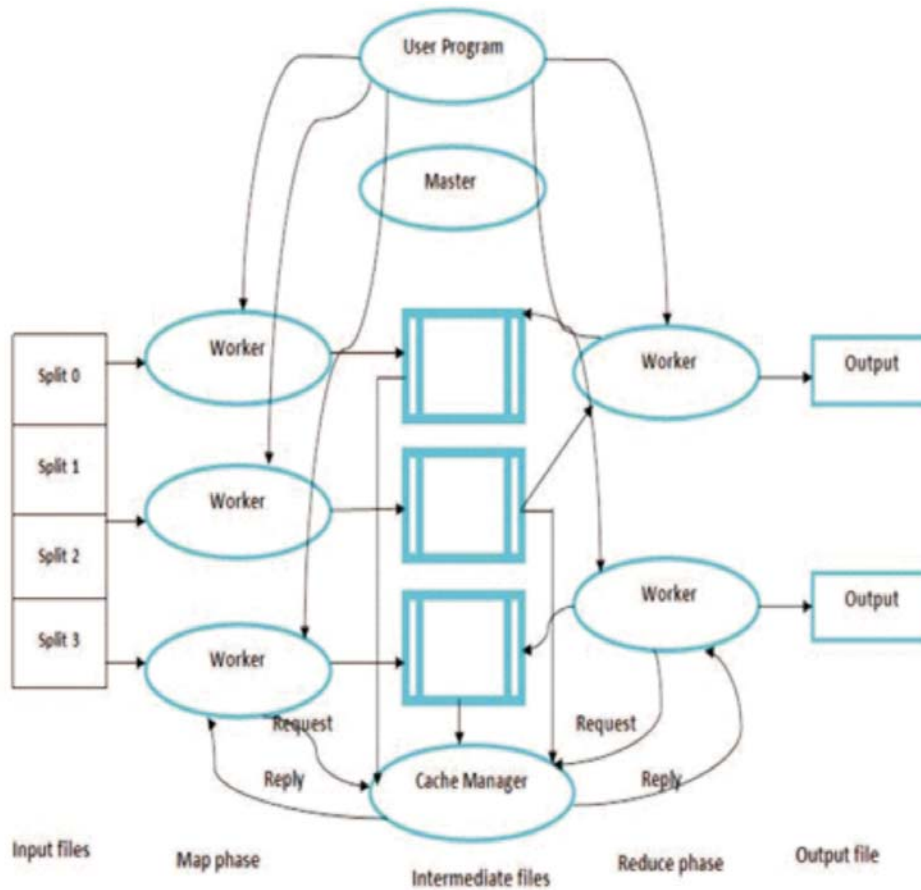 User Program
Master
Worker
Worker
Split 0
Output
Split 1
Worker
Split 2
Worker
Output
Split 3
Worker
Request
Request
Reply
Cache Manager
Reply
Input files
Map phase
Intermediate files
Reduce phase
Output file